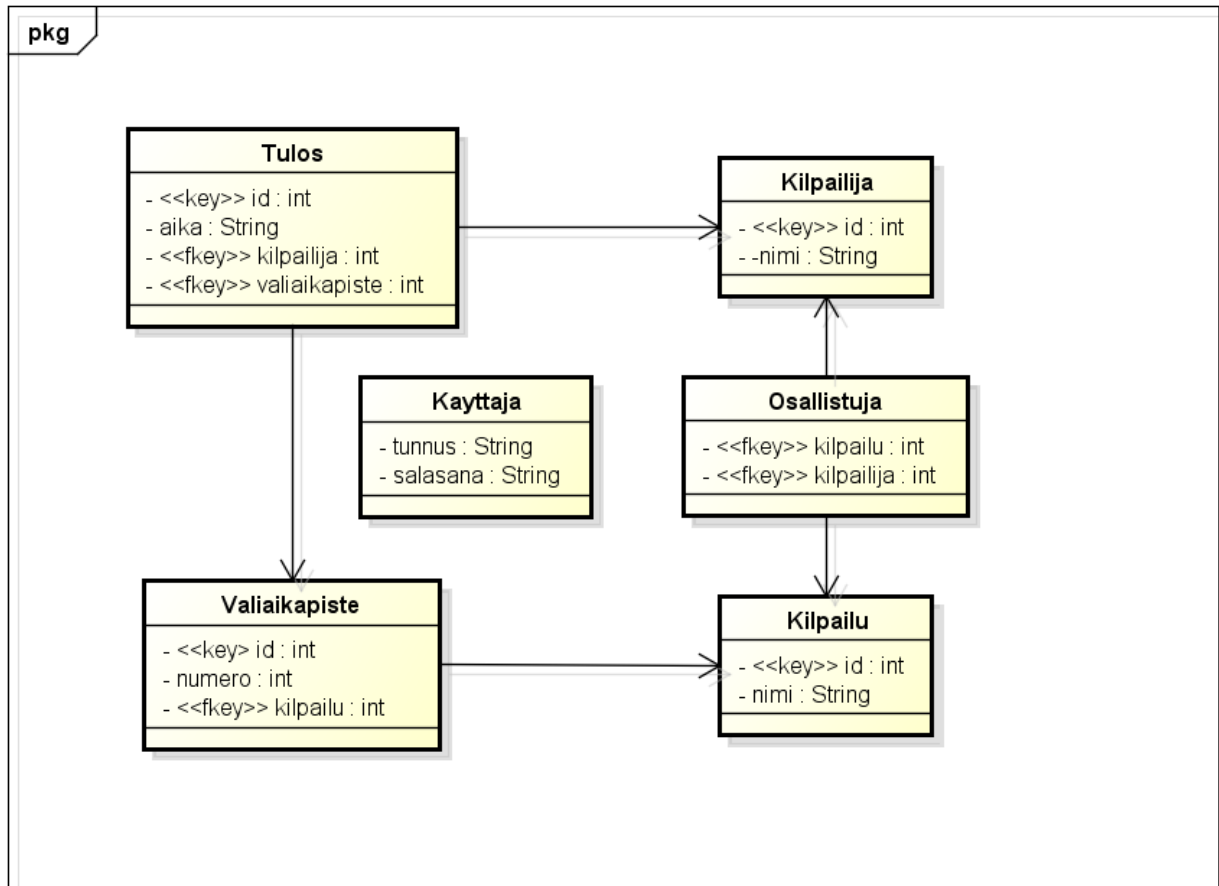 pkg
Tulos
- <<key>> id : int
- aika : String
- <<fkey>> kilpailija : int
- <<fkey>> valiaikapiste : int
Kilpailija
- <<key>> id : int
- -nimi : String
Kayttaja
- tunnus : String
- salasana : String
Osallistuja
- <<fkey>> kilpailu : int
- <<fkey>> kilpailija : int
Valiaikapiste
- <<key> id : int
- numero : int
- <<fkey>> kilpailu : int
Kilpailu
- <<key>> id : int
- nimi : String